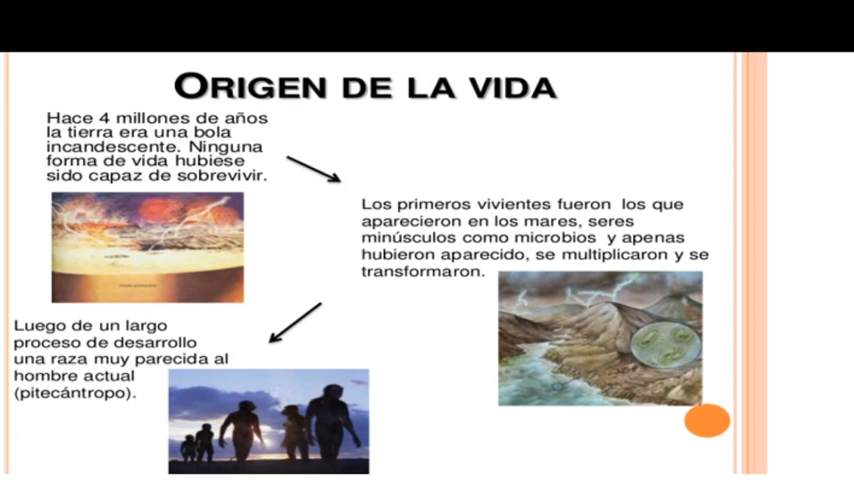 ORIGEN DE LA VIDA
Hace 4 millones de años
la tierra era una bola
incandescente. Ninguna
forma de vida hubiese
sido capaz de sobrevivir.
Los primeros vivientes fueron los que
aparecieron en los mares, seres
minúsculos como microbios y apenas
hubieron aparecido, se multiplicaron y se
transformaron.
Luego de un largo
proceso de desarrollo
una raza muy parecida al
hombre actual
(pitecántropo).